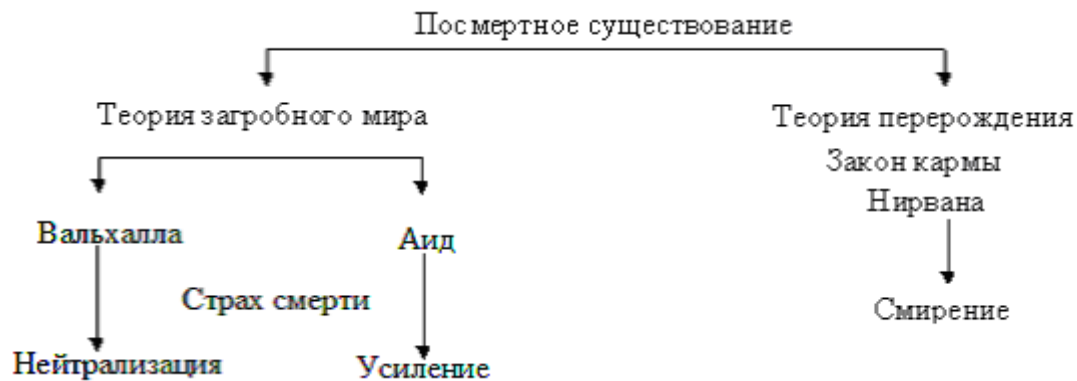 Посмертное существование
Теория загробного мира
Теория перерождения
Закон кармы
Нирвана
Вальхалла
Аид
Страх смерти
Смирение
Нейтрализация
Усиление